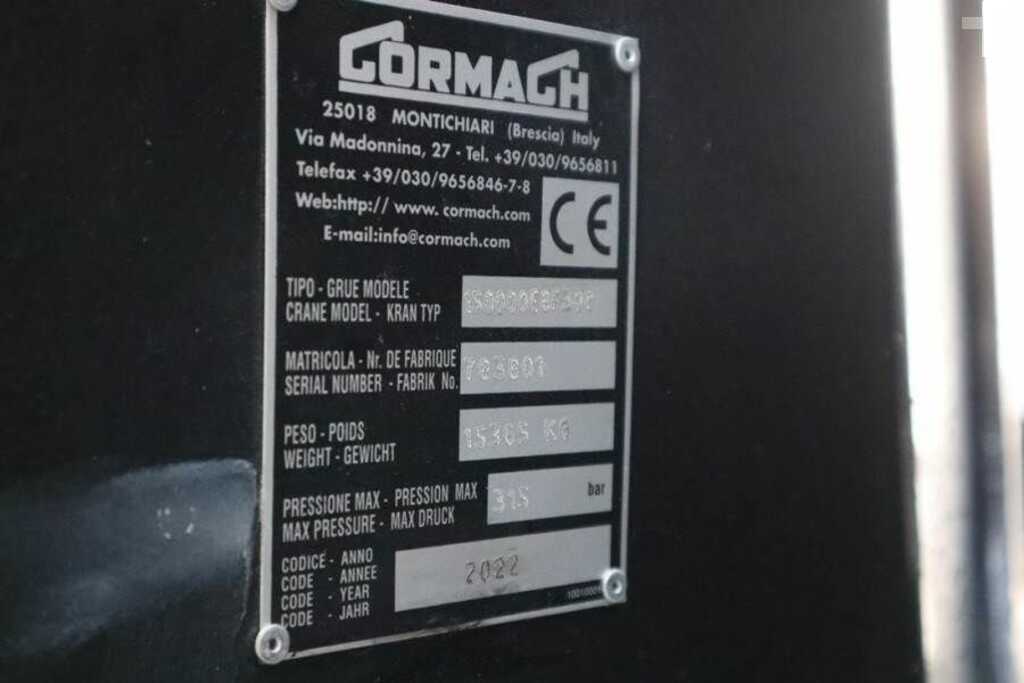 CORMACH
25018 MONTICHIARI (Brescia) Italy
Via Madonnina, 27 - Tel. +39/030/9656811
Telefax +39/030/9656846-7-8
Web:http:// www. cormach.com
E-mail:info@cormach.com
CE
TIPO - GRUE MODELE
CRANE MODEL - KRAN TYP
MATRICOLA - Nr. DE FABRIQUE
SERIAL NUMBER - FABRIK No.
PESO - POIDS
WEIGHT - GEWICHT
15365 KG
PRESSIONE MAX - PRESSION MAX
MAX PRESSURE - MAX DRUCK
315 bar
CODICE - ANNO
CODE - ANNEE
CODE - YEAR
CODE - JAHR
2022